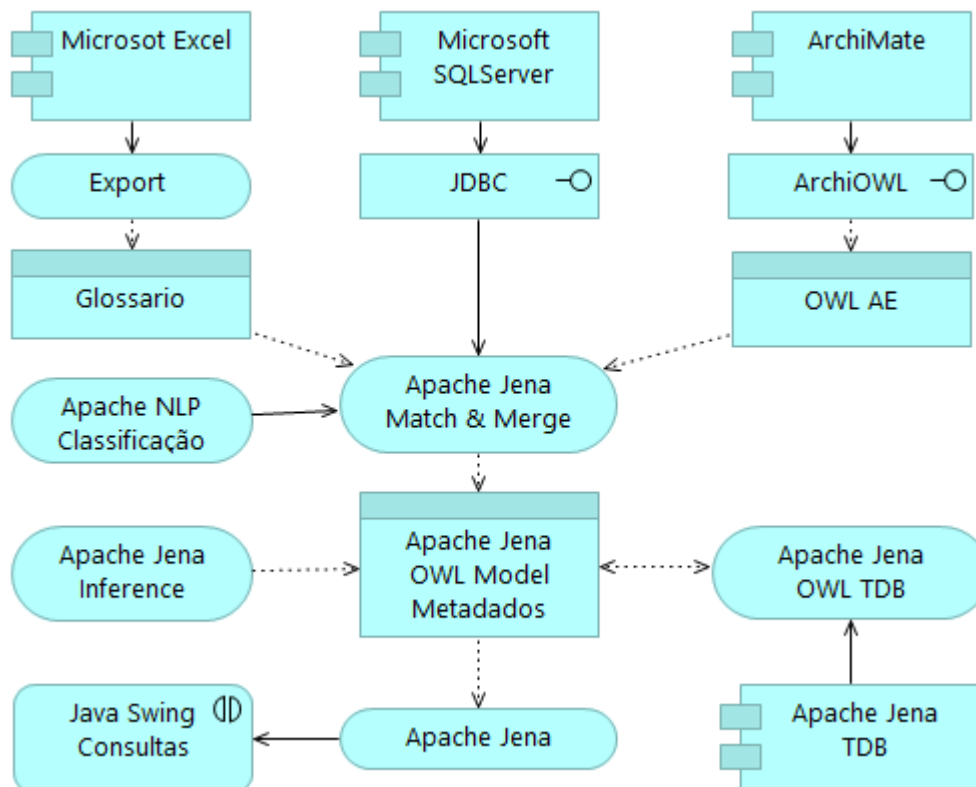 Microsot Excel
Microsoft
SQLServer
ArchiMate
Export
JDBC
ArchiOWL
Glossario
OWL AE
Apache NLP
Classificação
Apache Jena
Match & Merge
Apache Jena
Inference
Apache Jena
OWL Model
Metadados
Apache Jena
OWL TDB
Java Swing
Consultas
Apache Jena
Apache Jena
TDB